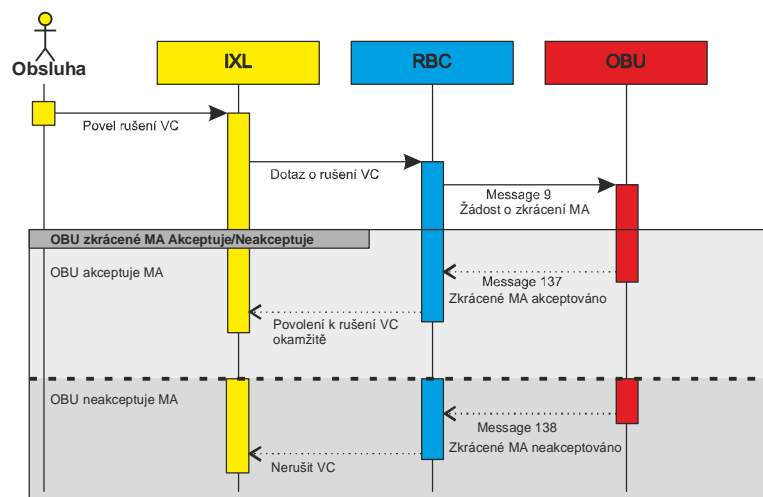 Obsluha
IXL
RBC
OBU
Povel rušení VC
Dotaz o rušení VC
Message 9
Žádost o zkrácení MA
OBU zkrácené MA Akceptuje/Neakceptuje
OBU akceptuje MA
Message 137
Zkrácené MA akceptováno
Povolení k rušení VC
okamžitě
OBU neakceptuje MA
Message 138
Zkrácené MA neakceptováno
Nerušit VC